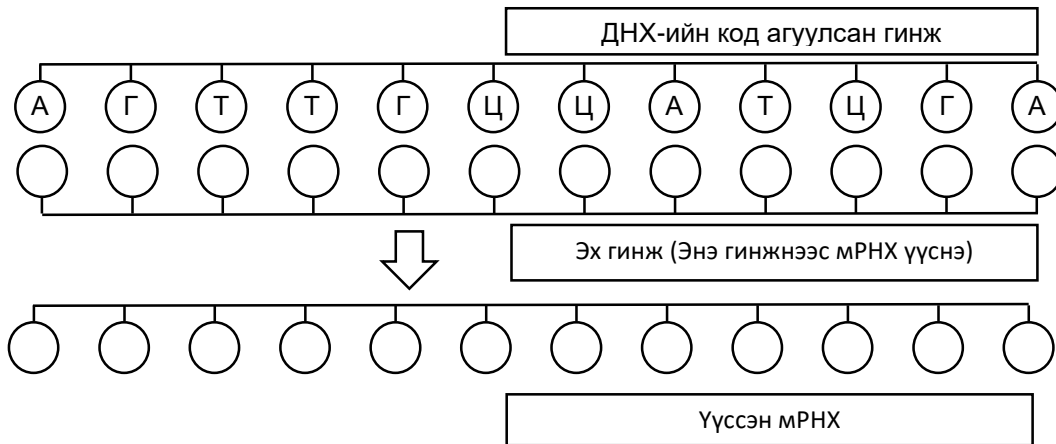 ДНХ-ийн код агуулсан гинж
А Г Т Т Г Ц Ц А Т Ц Г А
Эх гинж (Энэ гинжнээс мРНХ үүснэ)
Үүссэн мРНХ